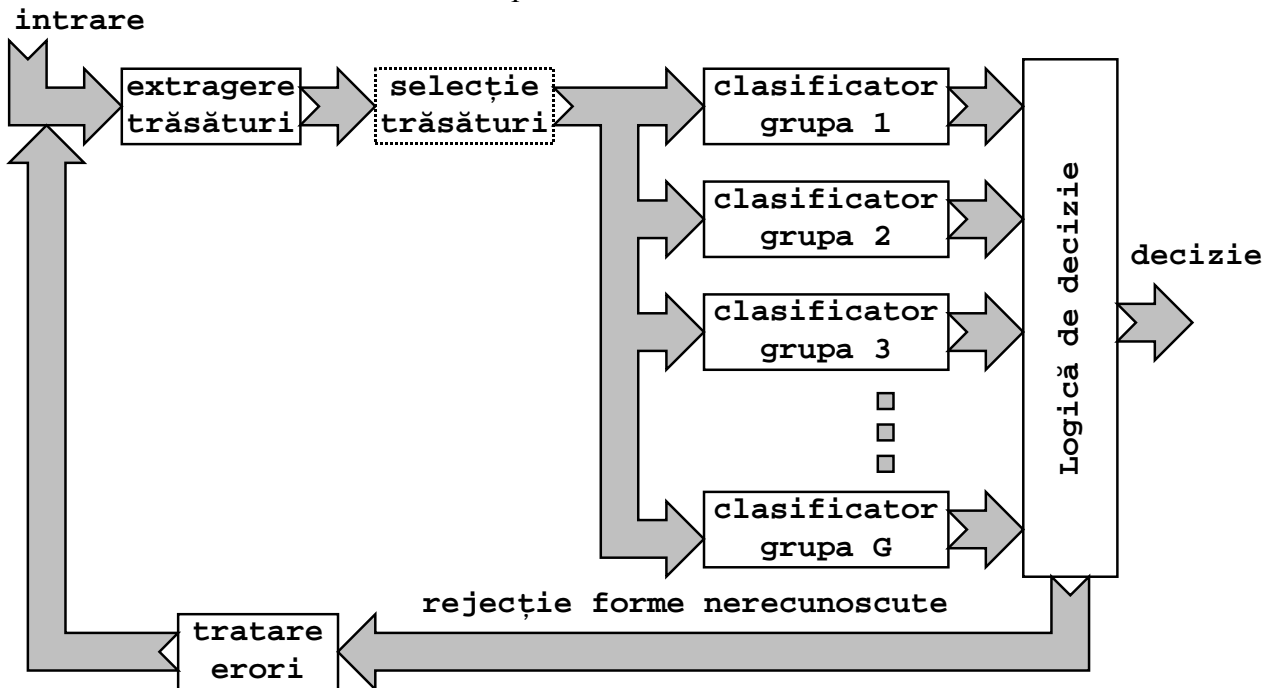 intrare
extragere
trăsături
selecție
trăsături
clasificator
grupa 1
clasificator
grupa 2
clasificator
grupa 3
clasificator
grupa G
Logică de decizie
decizie
rejecție forme nerecunoscute
tratare
erori